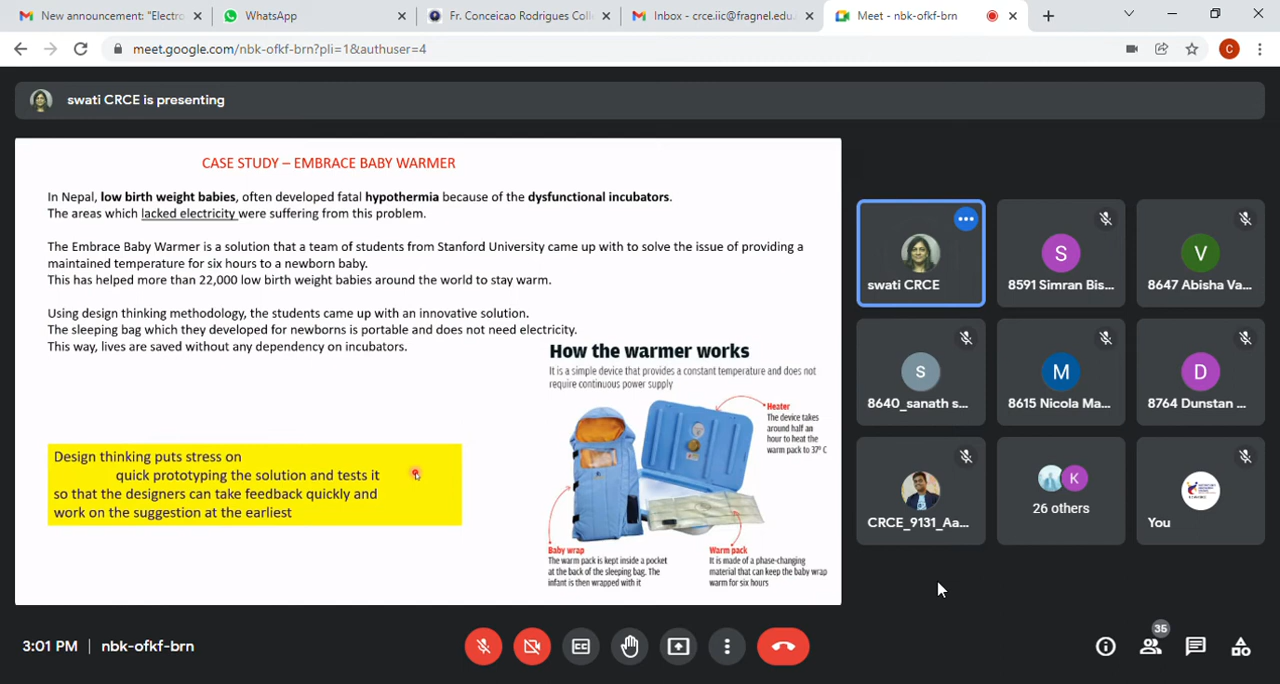 New announcement: "Electro
WhatsApp
Fr. Conceicao Rodrigues Coll
Inbox - crce.iic@fragnel.edu.
Meet - nbk-ofkf-brn
meet.google.com/nbk-ofkf-brn?pli=1&authuser=4
C
swati CRCE is presenting
CASE STUDY – EMBRACE BABY WARMER
In Nepal, low birth weight babies, often developed fatal hypothermia because of the dysfunctional incubators.
The areas which lacked electricity were suffering from this problem.
The Embrace Baby Warmer is a solution that a team of students from Stanford University came up with to solve the issue of providing a
maintained temperature for six hours to a newborn baby.
This has helped more than 22,000 low birth weight babies around the world to stay warm.
Using design thinking methodology, the students came up with an innovative solution.
The sleeping bag which they developed for newborns is portable and does not need electricity.
This way, lives are saved without any dependency on incubators.
How the warmer works
It is a simple device that provides a constant temperature and does not
require continuous power supply
Heater
The device takes
around half an
hour to heat the
warm pack to 37° C
Baby wrap
The warm pack is kept inside a pocket
at the back of the sleeping bag. The
infant is then wrapped with it
Warm pack
It is made of a phase-changing
material that can keep the baby wrap
warm for six hours
Design thinking puts stress on
quick prototyping the solution and tests it
so that the designers can take feedback quickly and
work on the suggestion at the earliest
swati CRCE
S
8591 Simran Bis...
V
8647 Abisha Va...
s
8640_sanath s...
M
8615 Nicola Ma...
D
8764 Dunstan ...
CRCE_9131_Aa...
K
26 others
You
3:01 PM | nbk-ofkf-brn
35